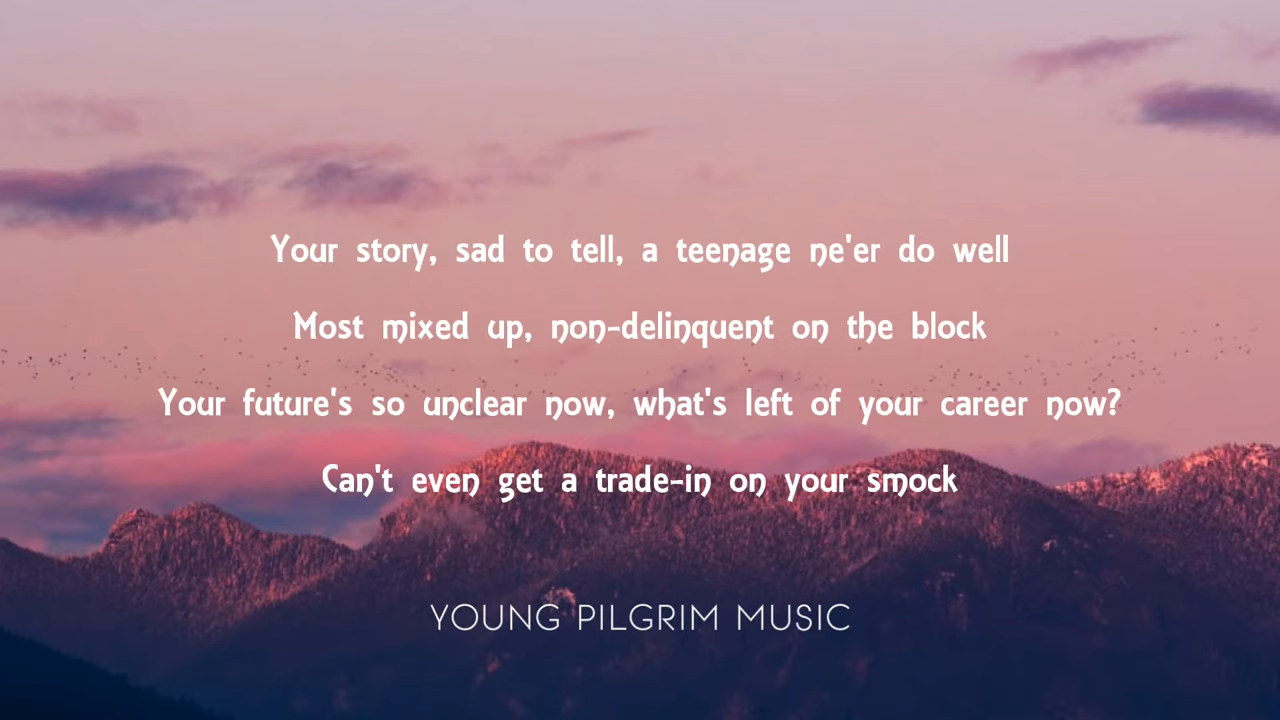 Your story, sad to tell, a teenage ne'er do well
Most mixed up, non-delinquent on the block
Your future's so unclear now, what's left of your career now?
Can't even get a trade-in on your smock
YOUNG PILGRIM MUSIC